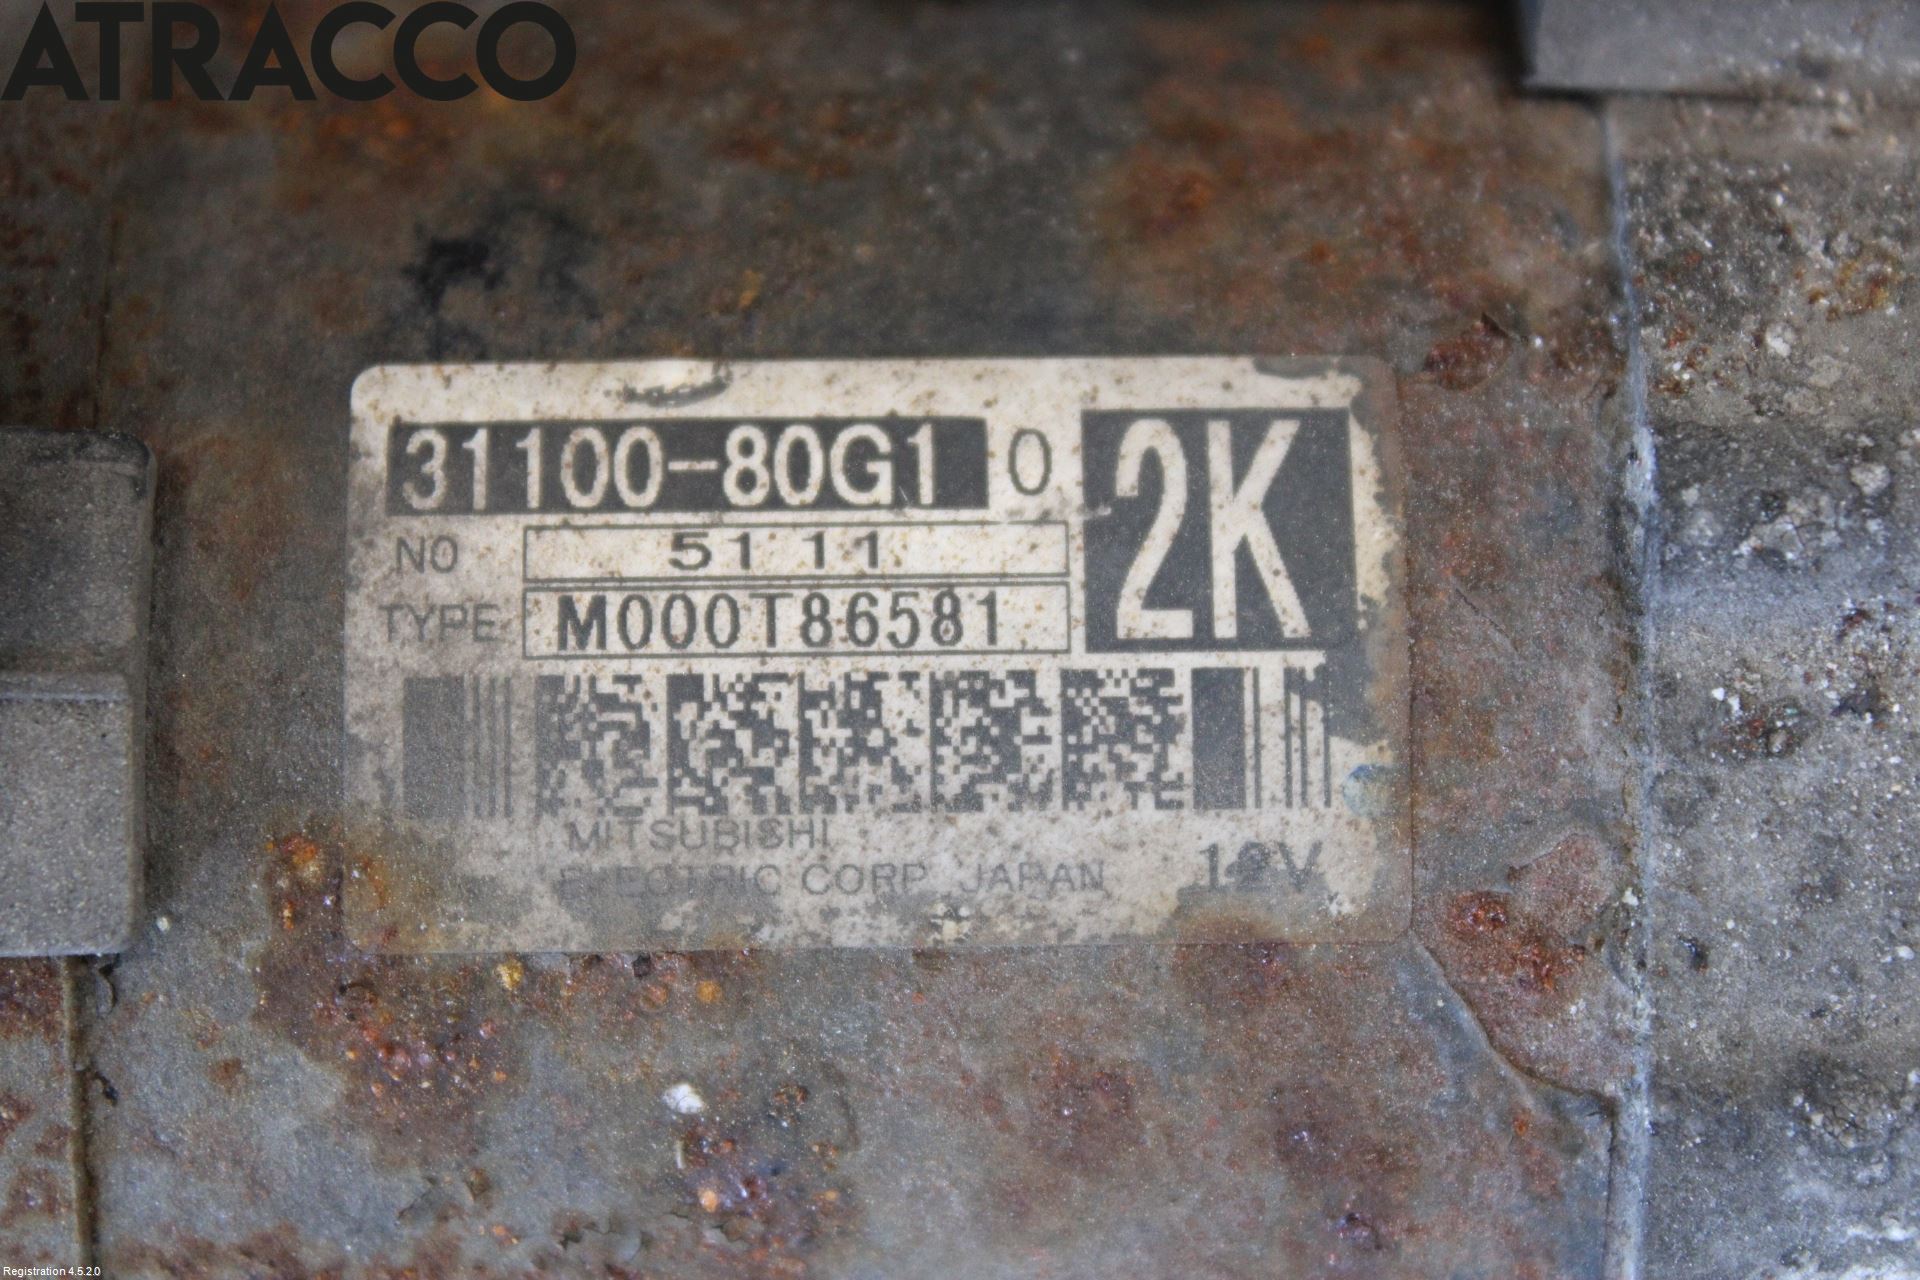 ATRACCO
31100-80G1 0 2K
NO 51 11
TYPE M000T86581
MITSUBISHI
ELECTRIC CORP. JAPAN 12V
Registration 4.5.2.0